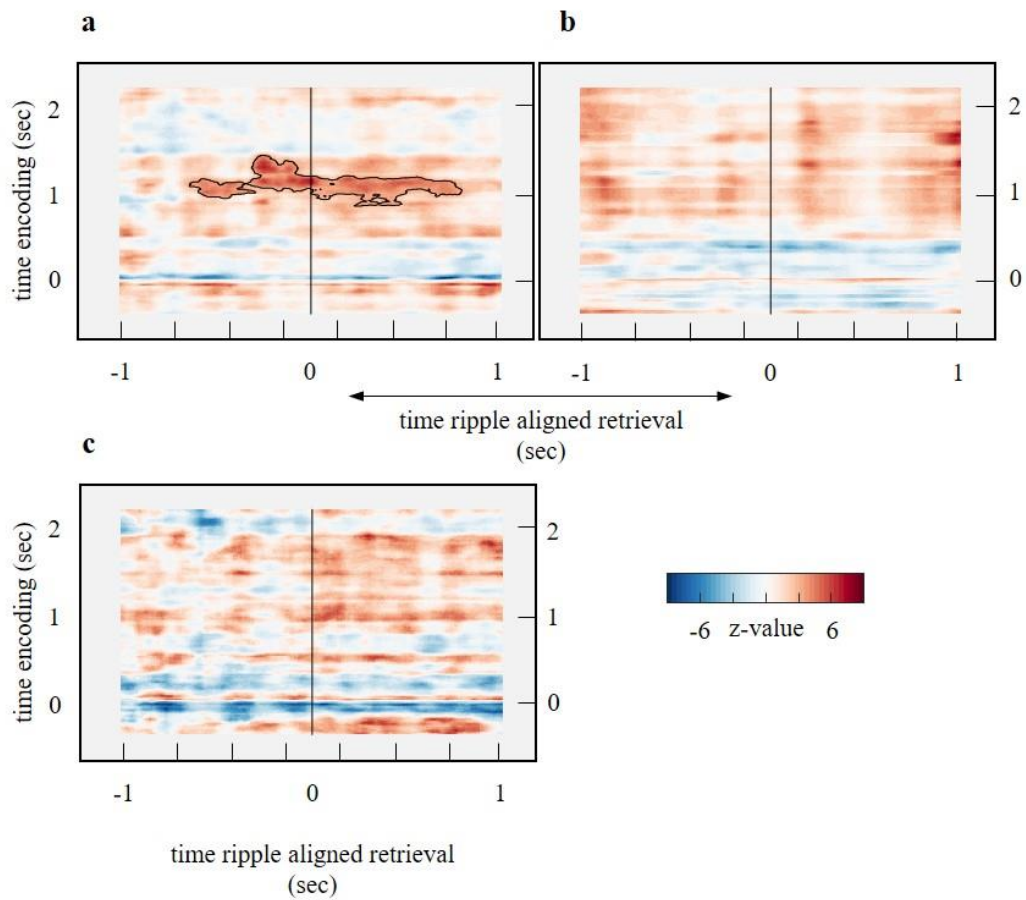 a
b
time encoding (sec)
2
1
0
2
1
0
-1
0
1
-1
0
1
time ripple aligned retrieval
(sec)
c
time encoding (sec)
2
1
0
2
1
0
-6
z-value
6
-1
0
1
time ripple aligned retrieval
(sec)